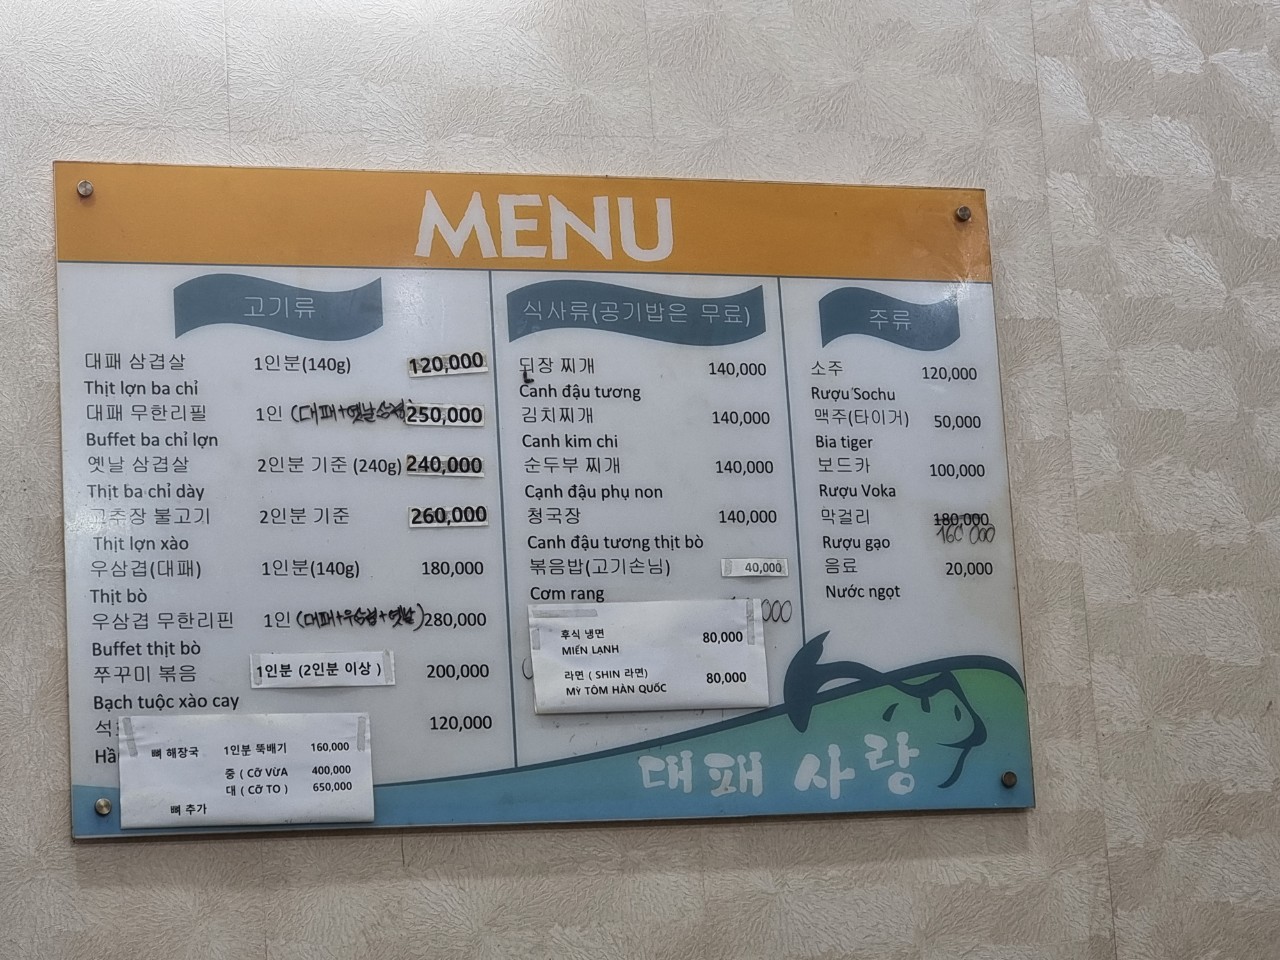 MENU
고기류
대패 삼겹살 1인분(140g) 120,000
Thịt lợn ba chỉ
대패 무한리필 1인 (대패+옛날삼겹) 250,000
Buffet ba chỉ lợn
옛날 삼겹살 2인분 기준 (240g) 240,000
Thịt ba chỉ dày
고추장 불고기 2인분 기준 260,000
Thịt lợn xào
우삼겹(대패) 1인분(140g) 180,000
Thịt bò
우삼겹 무한리핀 1인 (대패+우삼겹+옛날) 280,000
Buffet thịt bò
쭈꾸미 볶음 1인분 (2인분 이상 ) 200,000
Bạch tuộc xào cay
석 120,000
뼈 해장국 1인분 뚝배기 160,000
중 ( CỠ VỪA 400,000
대 ( CỠ TO ) 650,000
뼈 추가
식사류(공기밥은 무료)
된장 찌개 140,000
Canh đậu tương
김치찌개 140,000
Canh kim chi
순두부 찌개 140,000
Cạnh đậu phụ non
청국장 140,000
Canh đậu tương thịt bò
볶음밥(고기손님) 40,000
Cơm rang
후식 냉면 80,000
MIẾN LẠNH
라면 ( SHIN 라면) 80,000
MỲ TÔM HÀN QUỐC
주류
소주 120,000
Rượu Sochu
맥주(타이거) 50,000
Bia tiger
보드카 100,000
Rượu Voka
막걸리 180,000
160 000
Rượu gạo
음료 20,000
Nước ngọt
대패 사랑